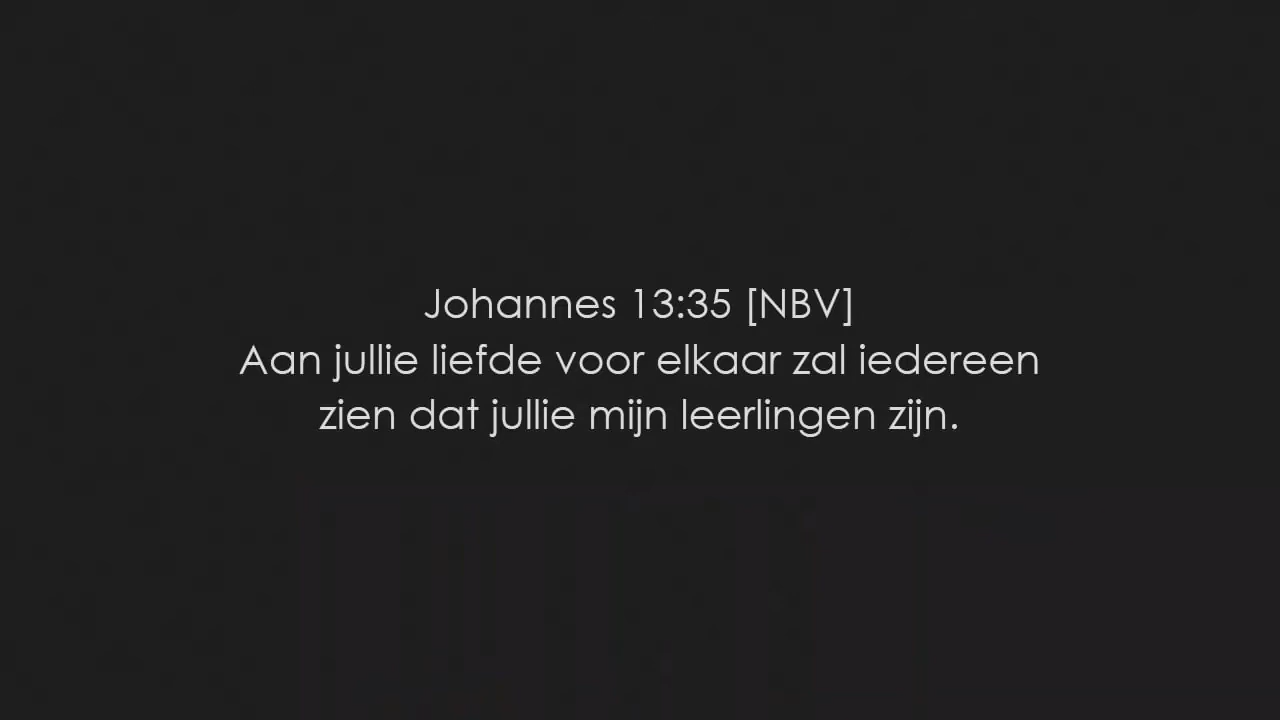 Johannes 13:35 [NBV]
Aan jullie liefde voor elkaar zal iedereen
zien dat jullie mijn leerlingen zijn.